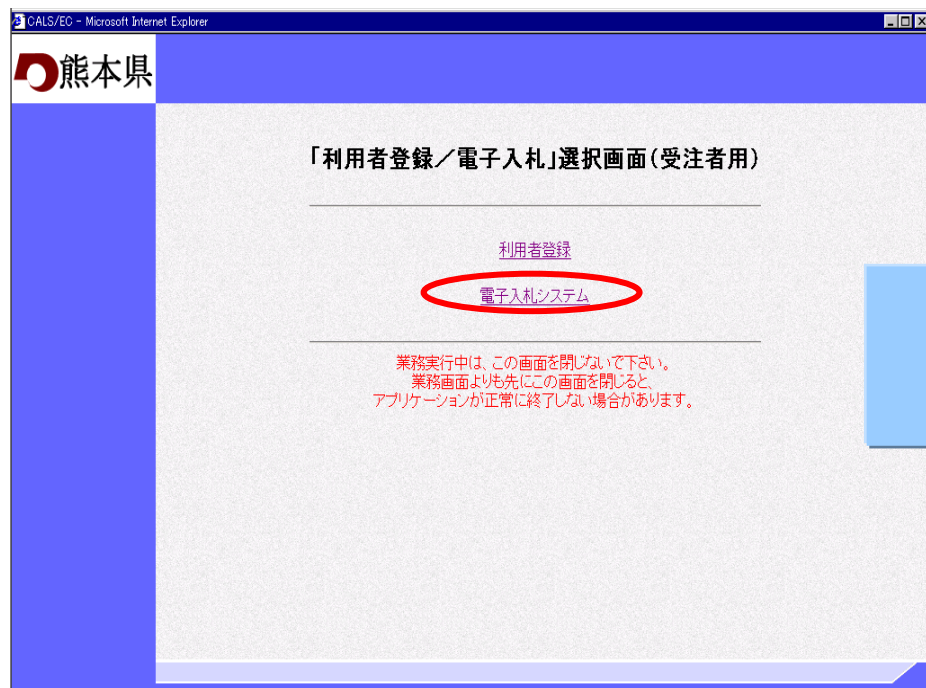 CALS/EC - Microsoft Internet Explorer
熊本県
「利用者登録／電子入札」選択画面(受注者用)
利用者登録
電子入札システム
業務実行中は、この画面を閉じないで下さい。
業務画面よりも先にこの画面を閉じると、
アプリケーションが正常に終了しない場合があります。